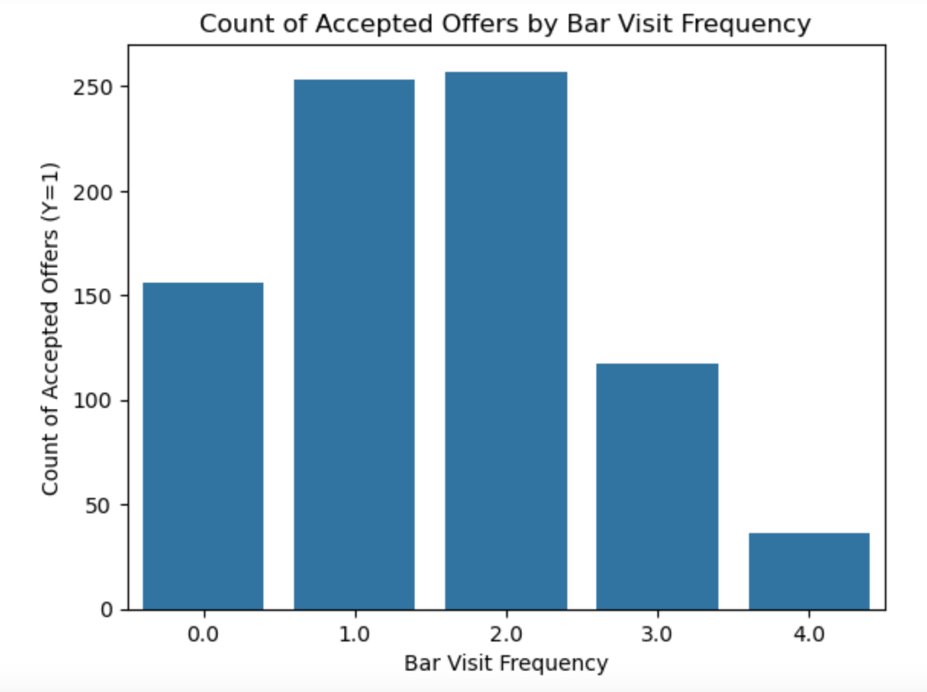 Count of Accepted Offers by Bar Visit Frequency
Count of Accepted Offers (Y=1)
250
200
150
100
50
0
0.0 1.0 2.0 3.0 4.0
Bar Visit Frequency